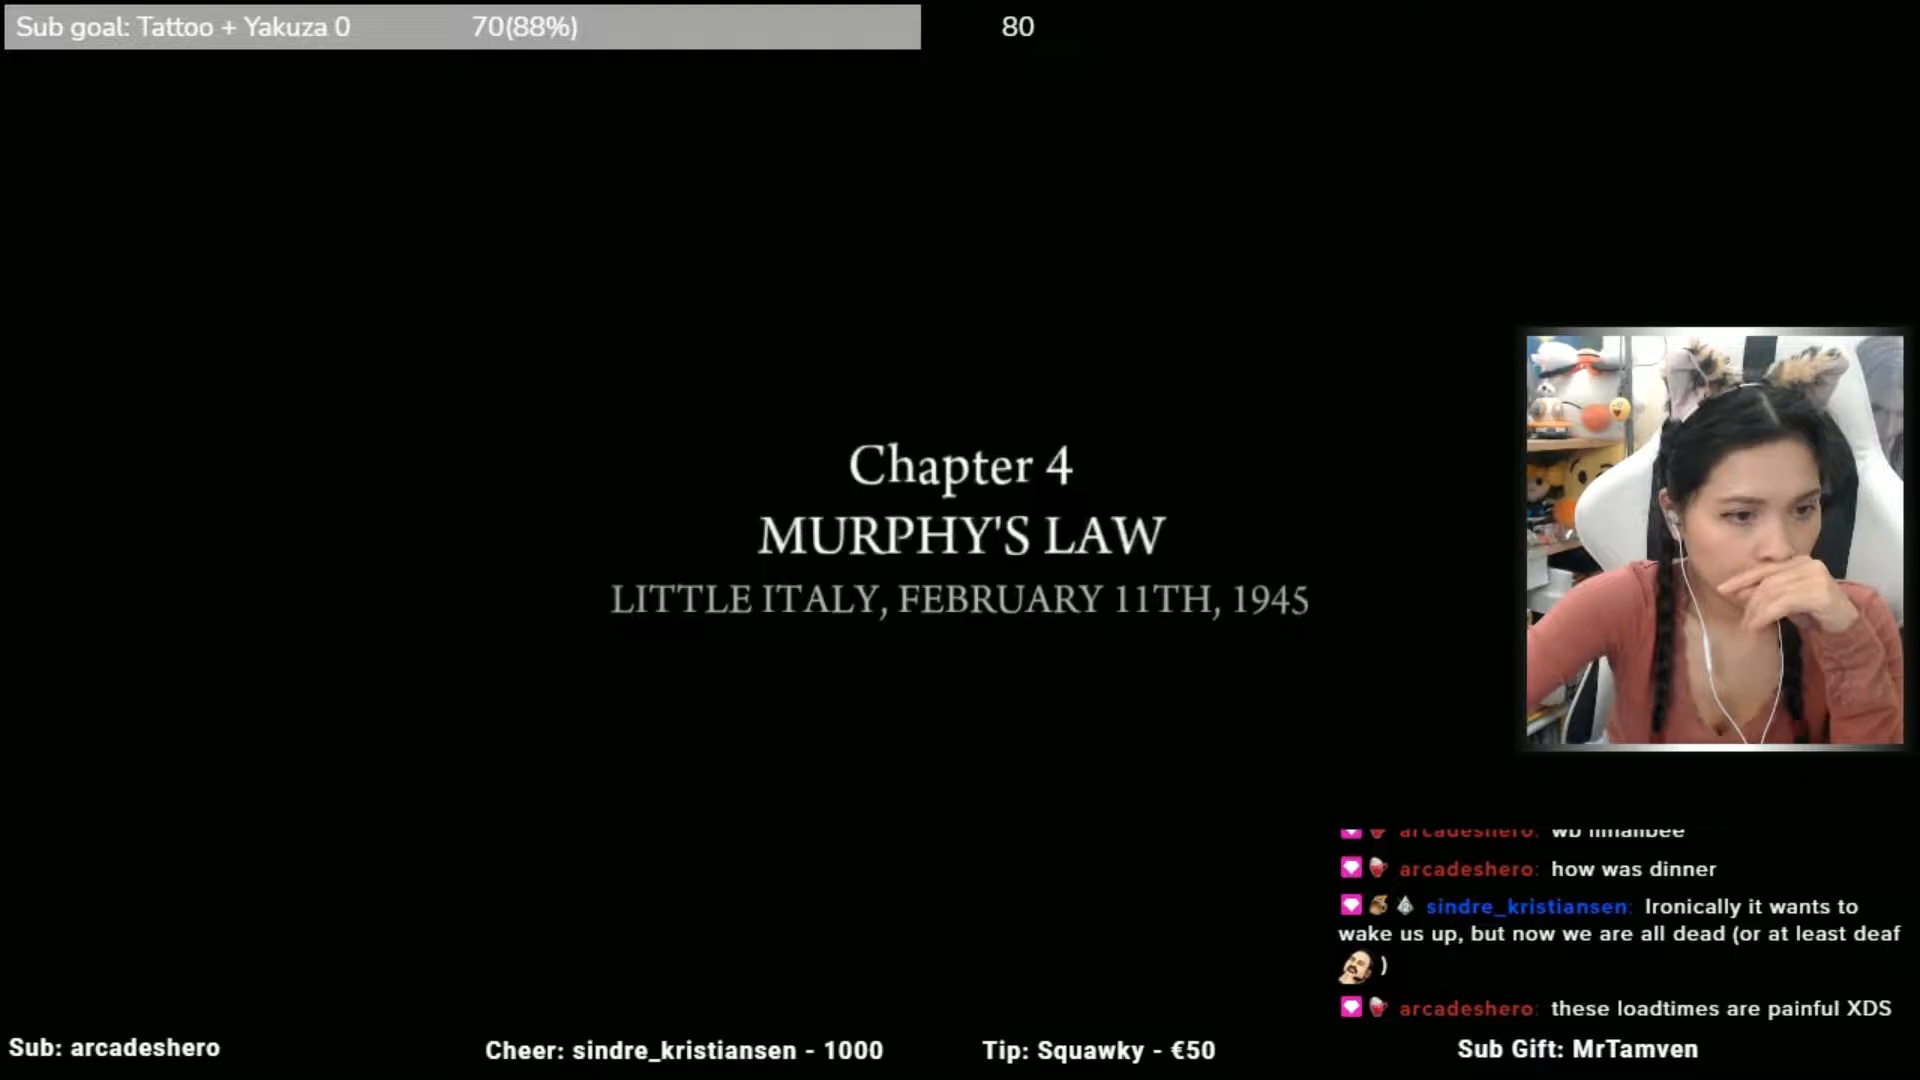 Sub goal: Tattoo + Yakuza 0 70(88%) 80
Chapter 4
MURPHY'S LAW
LITTLE ITALY, FEBRUARY 11TH, 1945
arcadeshero: wb
arcadeshero: how was dinner
sindre_kristiansen: Ironically it wants to
wake us up, but now we are all dead (or at least deaf
)
arcadeshero: these loadtimes are painful XDS
Sub: arcadeshero
Cheer: sindre_kristiansen - 1000
Tip: Squawky - €50
Sub Gift: MrTamven